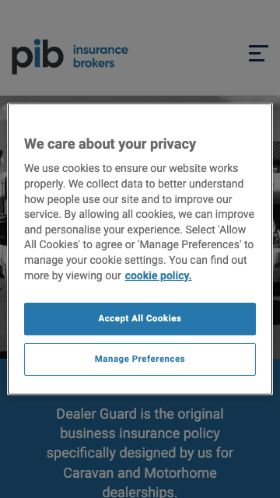 pib insurance
brokers
We care about your privacy
We use cookies to ensure our website works
properly. We collect data to better understand
how people use our site and to improve our
service. By allowing all cookies, we can improve
and personalise your experience. Select 'Allow
All Cookies' to agree or 'Manage Preferences' to
manage your cookie settings. You can find out
more by viewing our cookie policy.
Accept All Cookies
Manage Preferences
Dealer Guard is the original
business insurance policy
specifically designed by us for
Caravan and Motorhome
dealerships.